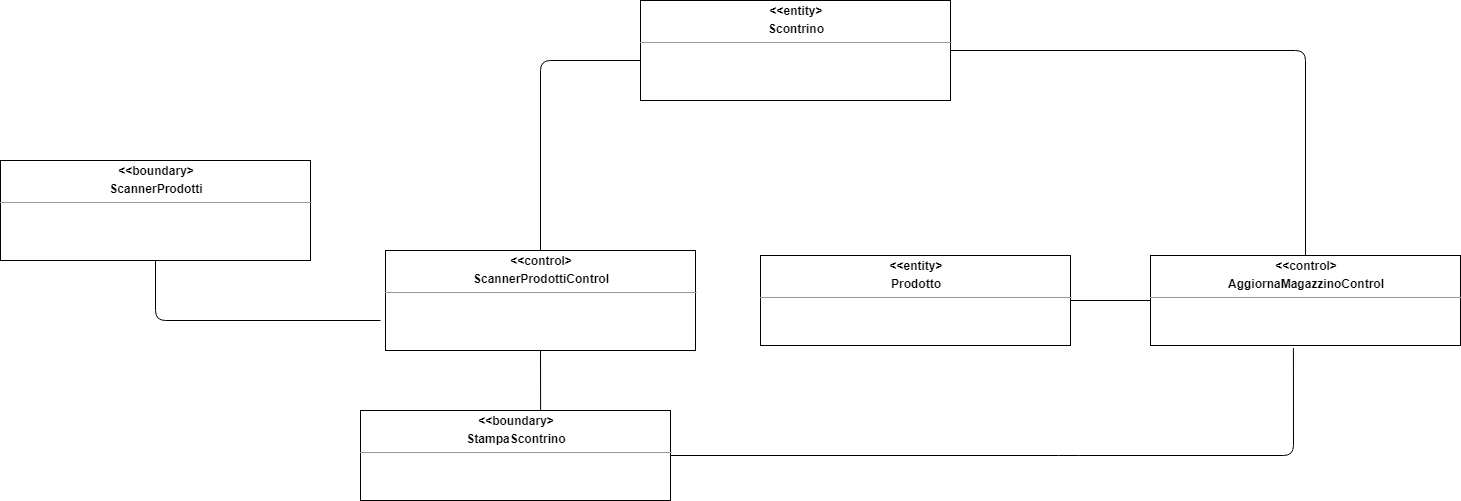 <<entity>>
Scontrino
<<boundary>>
ScannerProdotti
<<control>>
ScannerProdottiControl
<<entity>>
Prodotto
<<control>>
AggiornaMagazzinoControl
<<boundary>>
StampaScontrino